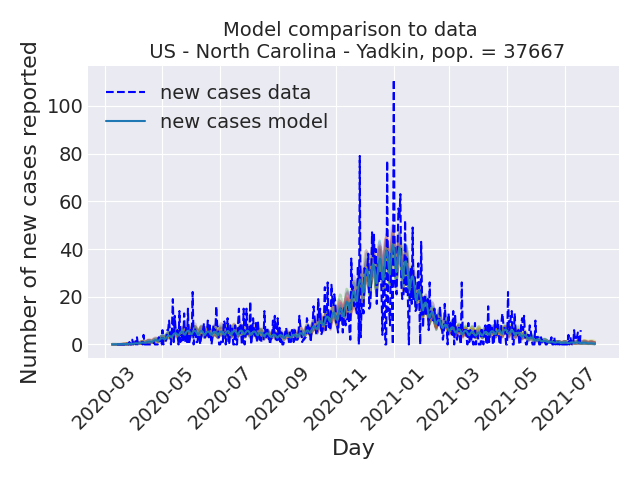 Model comparison to data
US - North Carolina - Yadkin, pop. = 37667
Number of new cases reported
100
80
60
40
20
0
new cases data
new cases model
2020-03
2020-05
2020-07
2020-09
2020-11
2021-01
2021-03
2021-05
2021-07
Day